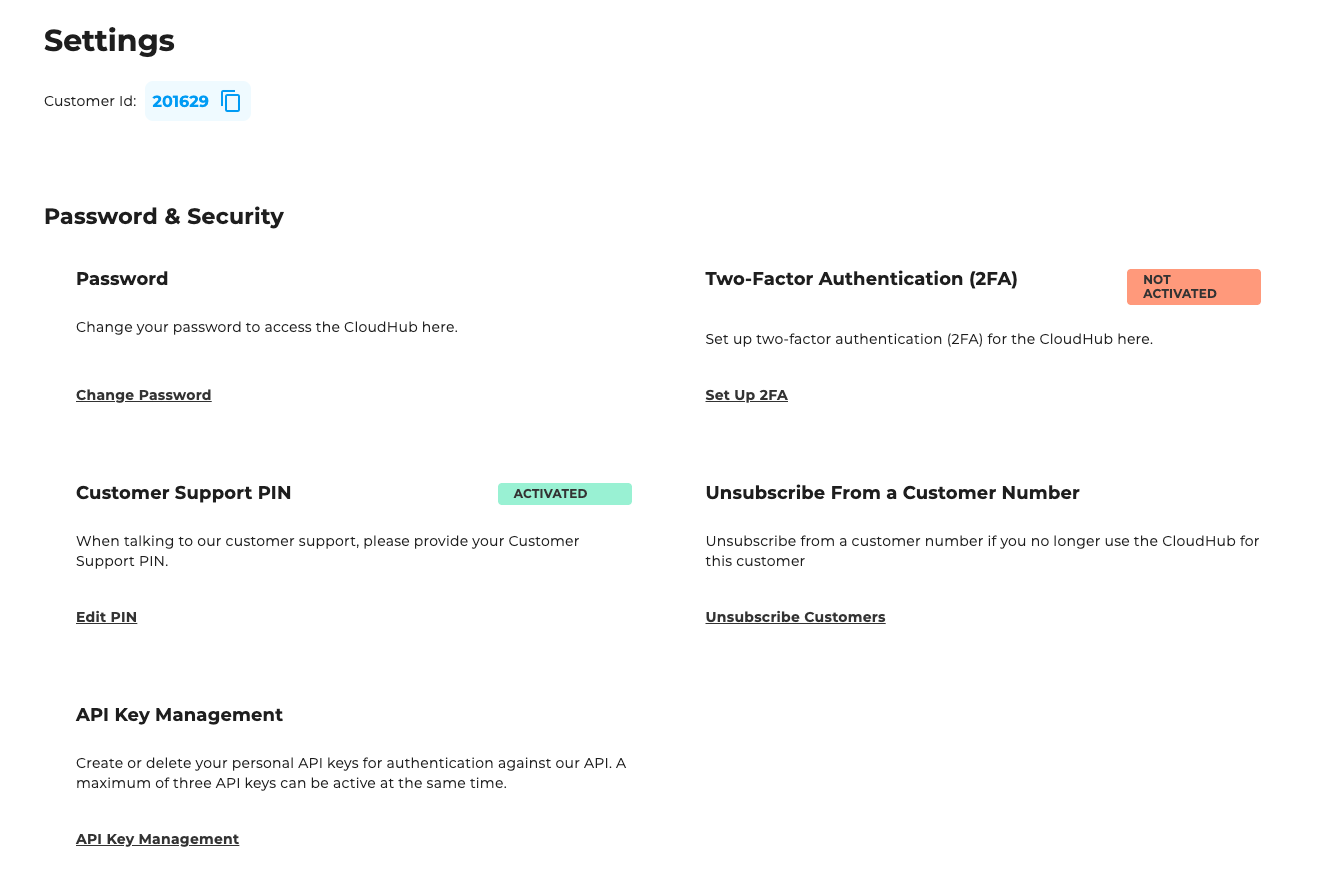 Settings
Customer Id: 201629
Password & Security
Password
Change your password to access the CloudHub here.
Change Password
Two-Factor Authentication (2FA)
NOT
ACTIVATED
Set up two-factor authentication (2FA) for the CloudHub here.
Set Up 2FA
Customer Support PIN
ACTIVATED
When talking to our customer support, please provide your Customer
Support PIN.
Edit PIN
Unsubscribe From a Customer Number
Unsubscribe from a customer number if you no longer use the CloudHub for
this customer
Unsubscribe Customers
API Key Management
Create or delete your personal API keys for authentication against our API. A
maximum of three API keys can be active at the same time.
API Key Management